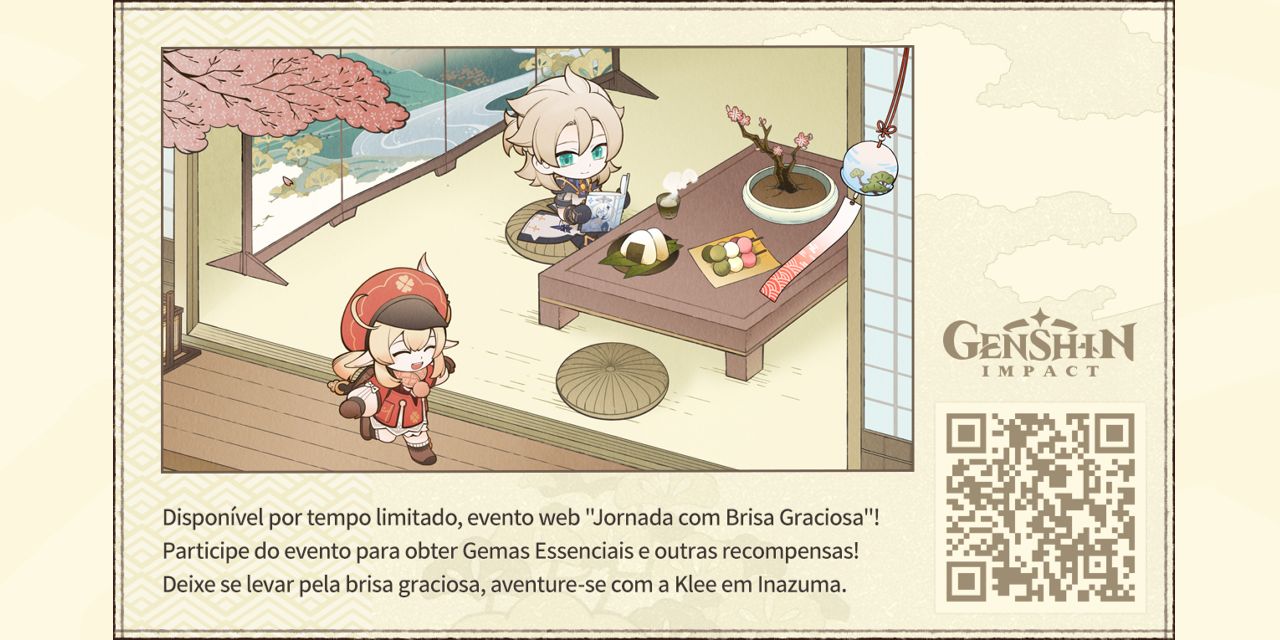 GENSHIN
IMPACT
Disponível por tempo limitado, evento web "Jornada com Brisa Graciosa"!
Participe do evento para obter Gemas Essenciais e outras recompensas!
Deixe se levar pela brisa graciosa, aventure-se com a Klee em Inazuma.